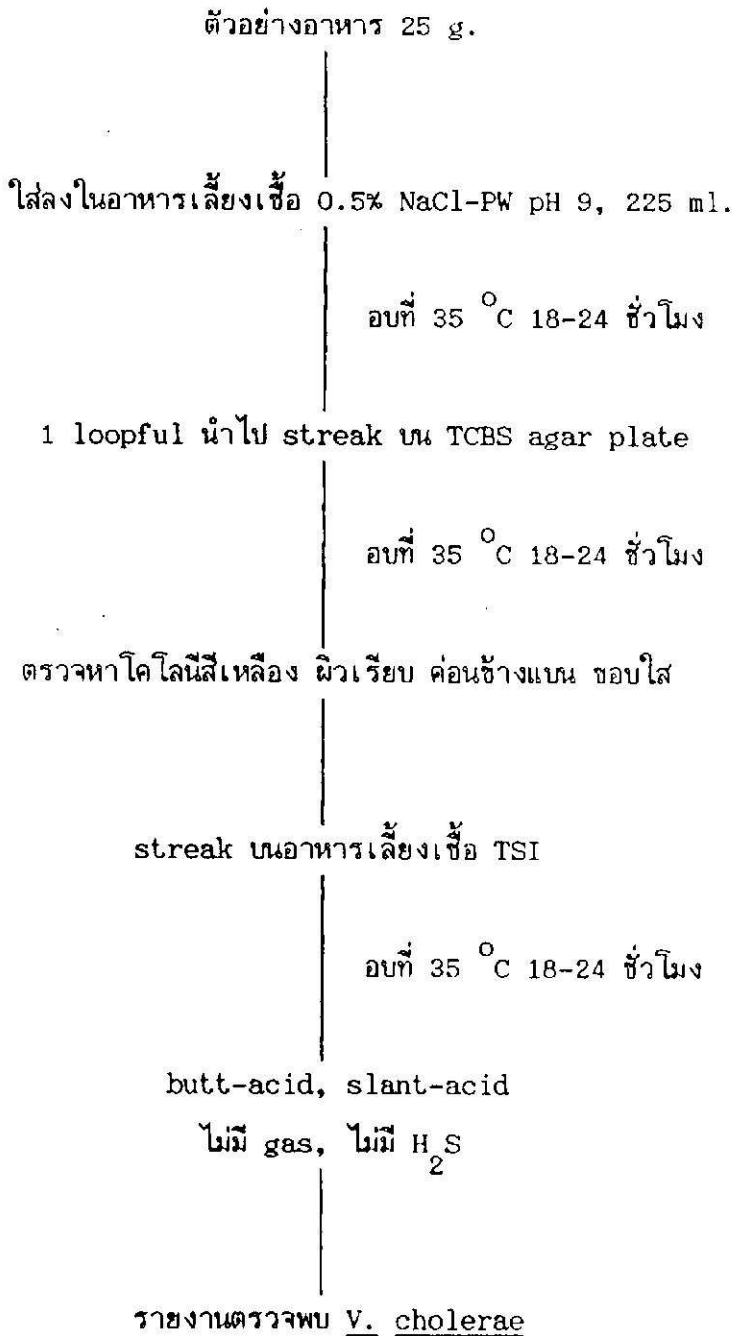 ตัวอย่างอาหาร 25 g.
ใส่ลงในอาหารเลี้ยงเชื้อ 0.5% NaCl-PW pH 9, 225 ml.
อบที่ 35 °C 18-24 ชั่วโมง
1 loopful นำไป streak บน TCBS agar plate
อบที่ 35 °C 18-24 ชั่วโมง
ตรวจหาโคโลนีสีเหลือง ผิวเรียบ ค่อนข้างแบน ขอบใส
streak บนอาหารเลี้ยงเชื้อ TSI
อบที่ 35 °C 18-24 ชั่วโมง
butt-acid, slant-acid
ไม่มี gas, ไม่มี H2S
รายงานตรวจพบ V. cholerae